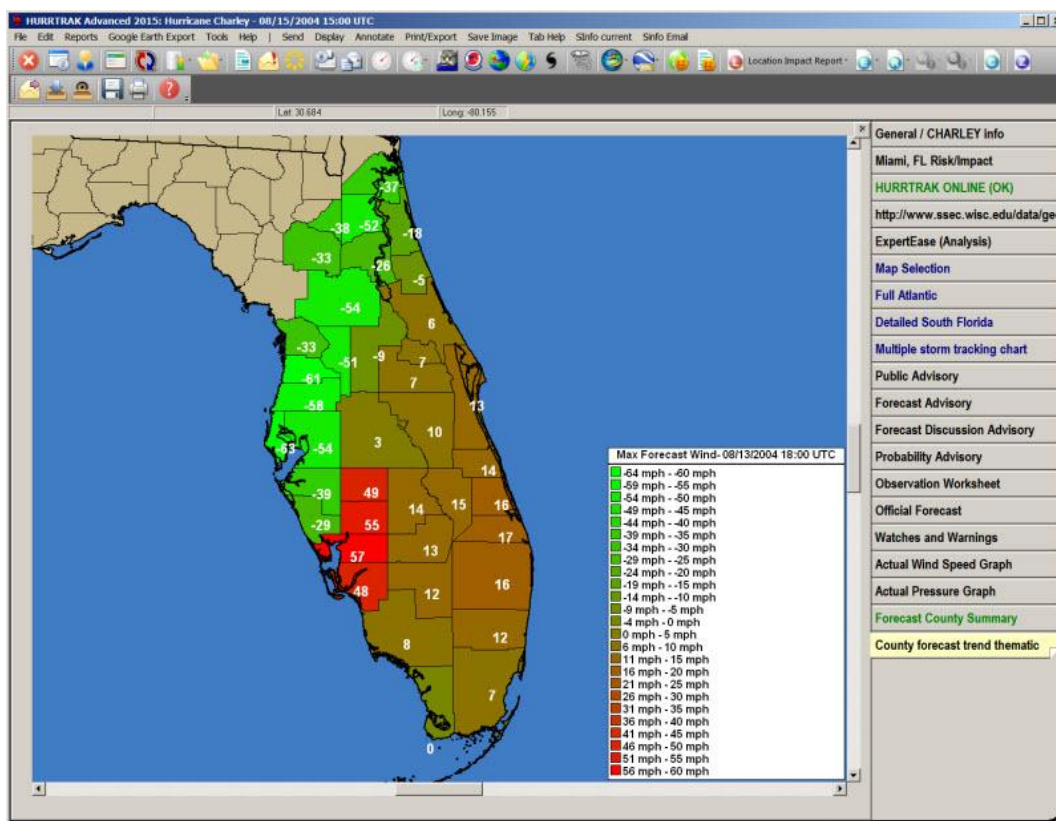 HURRTRAK Advanced 2015: Hurricane Charley - 08/15/2004 15:00 UTC
File Edit Reports Google Earth Export Tools Help | Send Display Annotate Print/Export Save Image Tab Help SInfo current SInfo Email
Location Impact Report
Lat: 30.684 Long: -80.155
General / CHARLEY info
Miami, FL Risk/Impact
HURRTRAK ONLINE (OK)
http://www.ssec.wisc.edu/data/ge
ExpertEase (Analysis)
Map Selection
Full Atlantic
Detailed South Florida
Multiple storm tracking chart
Public Advisory
Forecast Advisory
Forecast Discussion Advisory
Probability Advisory
Observation Worksheet
Official Forecast
Watches and Warnings
Actual Wind Speed Graph
Actual Pressure Graph
Forecast County Summary
County forecast trend thematic
-37
-38 -52 -18
-33 -26
-5
-54
6
-33 -51 -9 7
-61 7
-58 13
10
-54 3
14
-39 49 15 16
-29 55 14
17
57 13
48 12 16
8 12
7
0
Max Forecast Wind- 08/13/2004 18:00 UTC
-64 mph - -60 mph
-59 mph - -55 mph
-54 mph - -50 mph
-49 mph - -45 mph
-44 mph - -40 mph
-39 mph - -35 mph
-34 mph - -30 mph
-29 mph - -25 mph
-24 mph - -20 mph
-19 mph - -15 mph
-14 mph - -10 mph
-9 mph - -5 mph
-4 mph - 0 mph
0 mph - 5 mph
6 mph - 10 mph
11 mph - 15 mph
16 mph - 20 mph
21 mph - 25 mph
26 mph - 30 mph
31 mph - 35 mph
36 mph - 40 mph
41 mph - 45 mph
46 mph - 50 mph
51 mph - 55 mph
56 mph - 60 mph